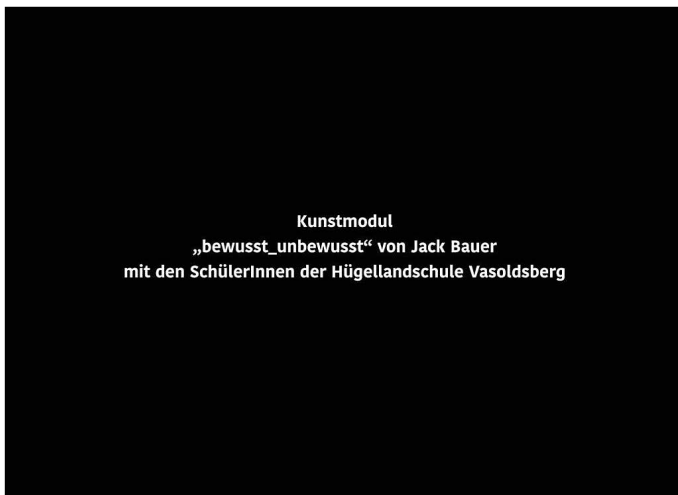 Kunstmodul
„bewusst_unbewusst“ von Jack Bauer
mit den SchülerInnen der Hügellandschule Vasoldsberg